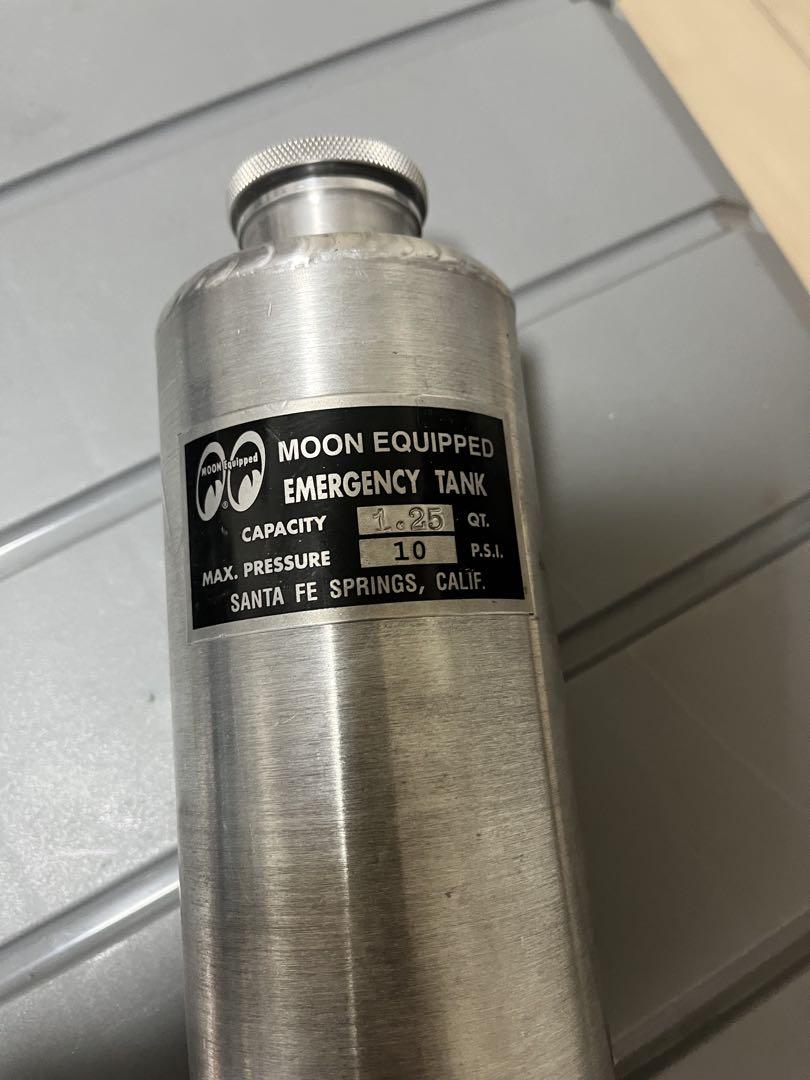 MOON Equipped
®
MOON EQUIPPED
EMERGENCY TANK
CAPACITY 1.25 QT.
MAX. PRESSURE 10 P.S.I.
SANTA FE SPRINGS, CALIF.